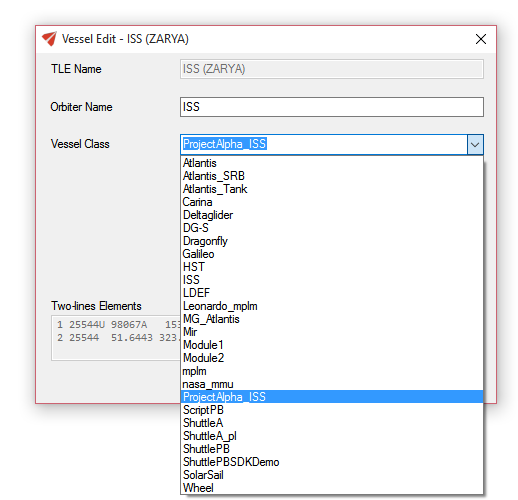 Vessel Edit - ISS (ZARYA)
TLE Name
ISS (ZARYA)
Orbiter Name
ISS
Vessel Class
ProjectAlpha_ISS
Atlantis
Atlantis_SRB
Atlantis_Tank
Carina
Deltaglider
DG-S
Dragonfly
Galileo
HST
ISS
LDEF
Leonardo_mplm
MG_Atlantis
Mir
Module1
Module2
mplm
nasa_mmu
ProjectAlpha_ISS
ScriptPB
ShuttleA
ShuttleA_pl
ShuttlePB
ShuttlePBSDKDemo
SolarSail
Wheel
Two-lines Elements
1 25544U 98067A 153
2 25544 51.6443 323.